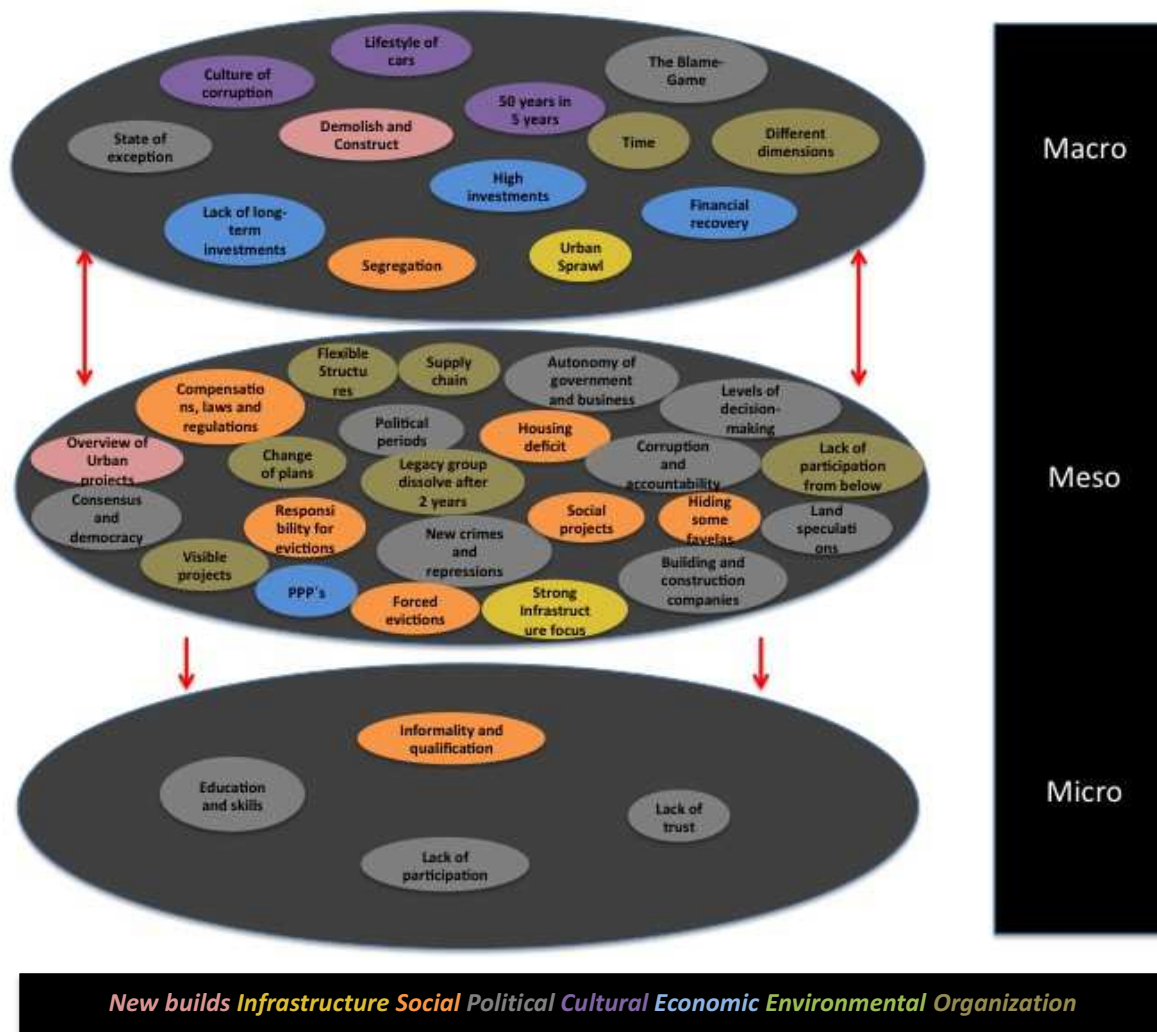 Lifestyle of
cars
The Blame-
Game
Culture of
corruption
50 years in
5 years
Demolish and
Construct
State of
exception
Time
Different
dimensions
High
investments
Lack of long-
term
investments
Financial
recovery
Segregation
Urban
Sprawl
Macro
Flexible
Structu
res
Supply
chain
Autonomy of
government
and business
Compensatio
ns, laws and
regulations
Levels of
decision-
making
Political
periods
Housing
deficit
Overview of
Urban
projects
Change
of plans
Legacy group
dissolve after
2 years
Corruption
and
accountability
Lack of
participation
from below
Consensus
and
democracy
Responsi
bility for
evictions
New crimes
and
repressions
Social
projects
Hiding
some
favelas
Land
speculati
ons
Visible
projects
PPP´s
Forced
evictions
Strong
Infrastruct
ure focus
Building and
construction
companies
Meso
Informality and
qualification
Education
and skills
Lack of
trust
Lack of
participation
Micro
New builds Infrastructure Social Political Cultural Economic Environmental Organization